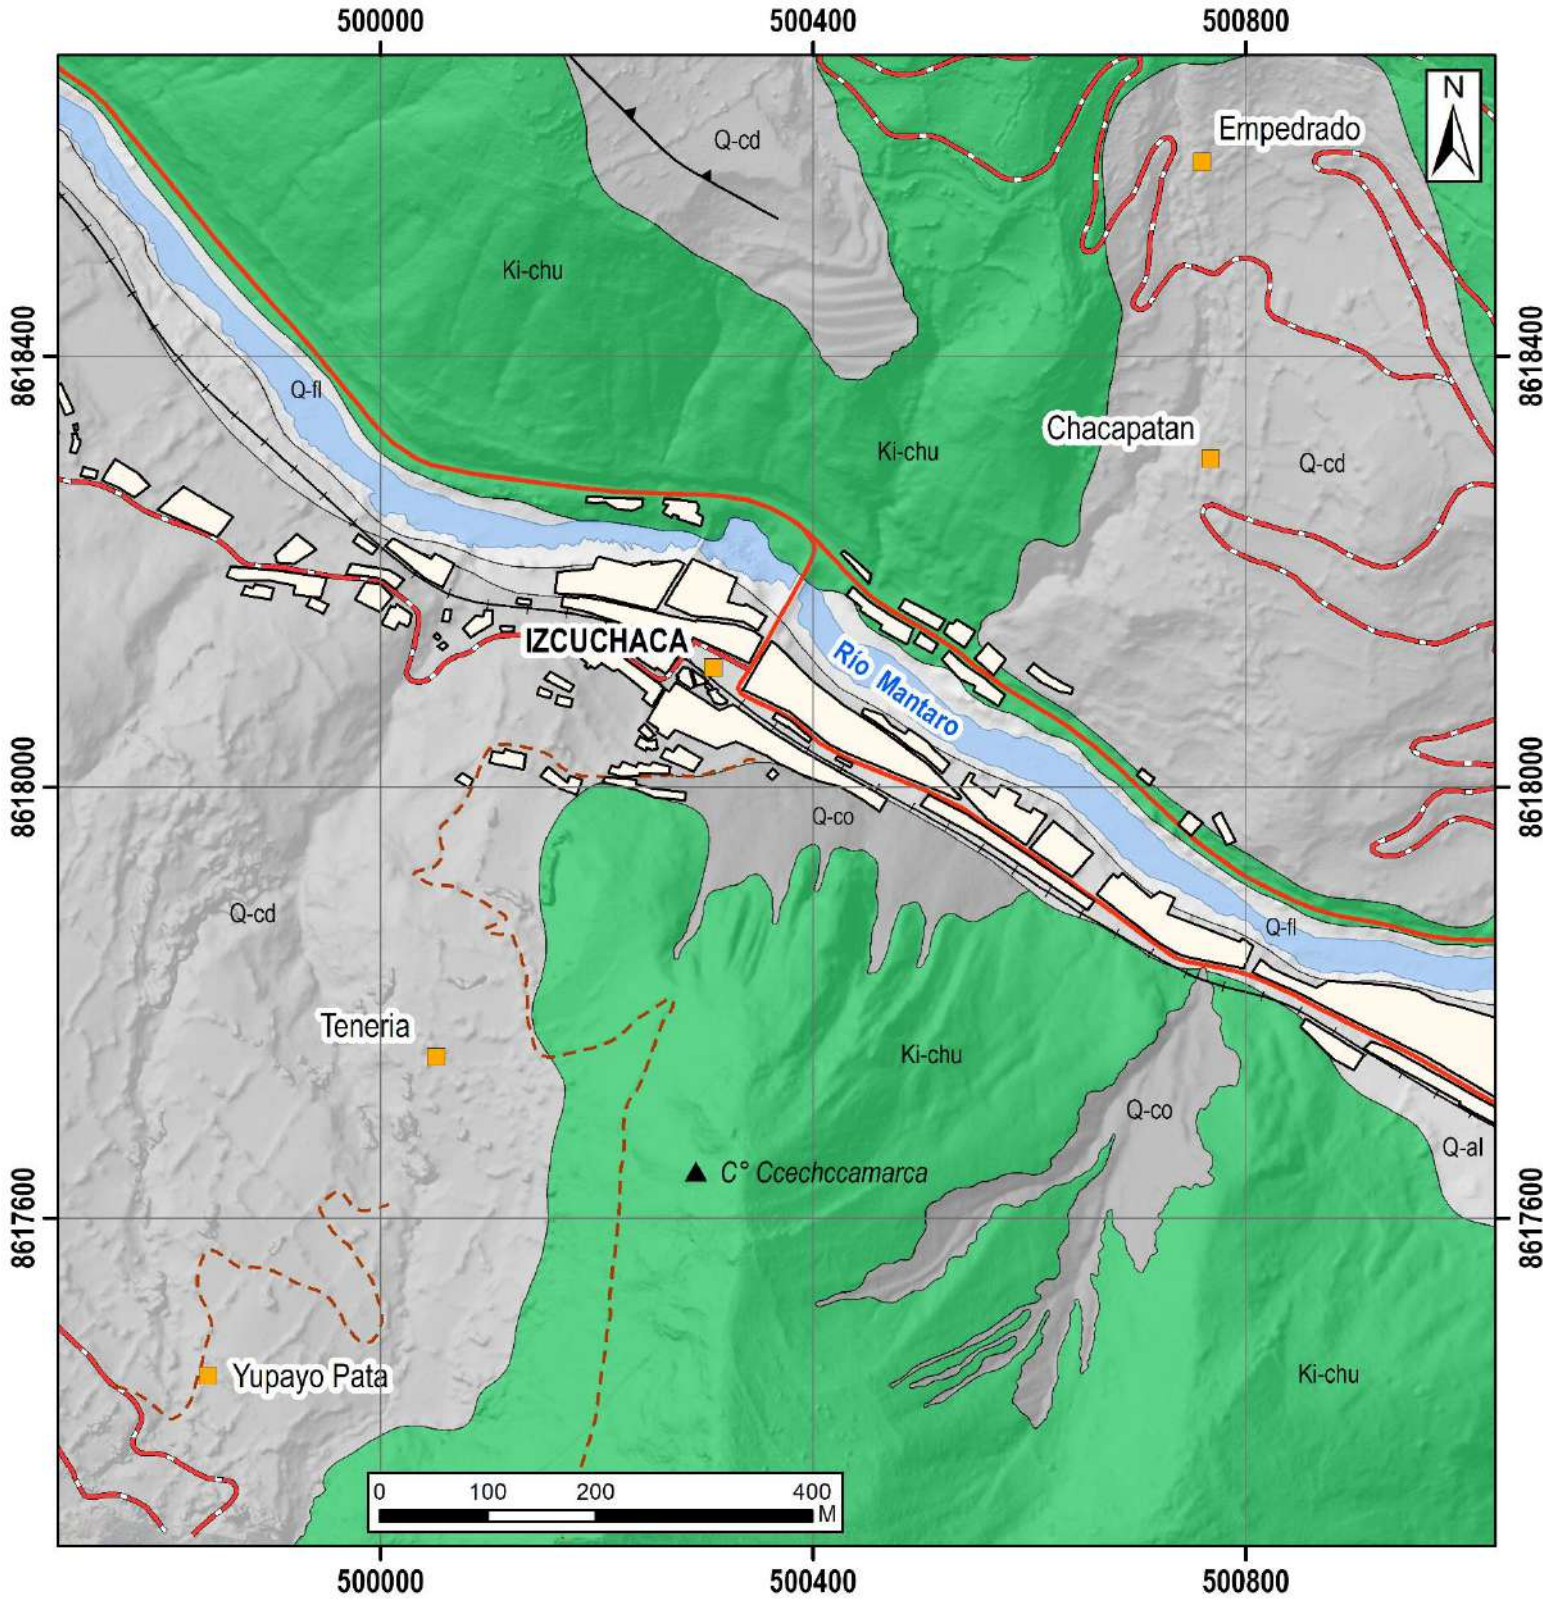 500000
500400
500800
N
Empedrado
Q-cd
Ki-chu
8618400
8618400
Q-fl
Chacapatan
Ki-chu
Q-cd
IZCUCHACA
Río Mantaro
8618000
8618000
Q-co
Q-cd
Q-fl
Teneria
Ki-chu
Q-co
Q-al
C° Ccechccamarca
8617600
8617600
Yupayo Pata
Ki-chu
0 100 200 400
M
500000
500400
500800